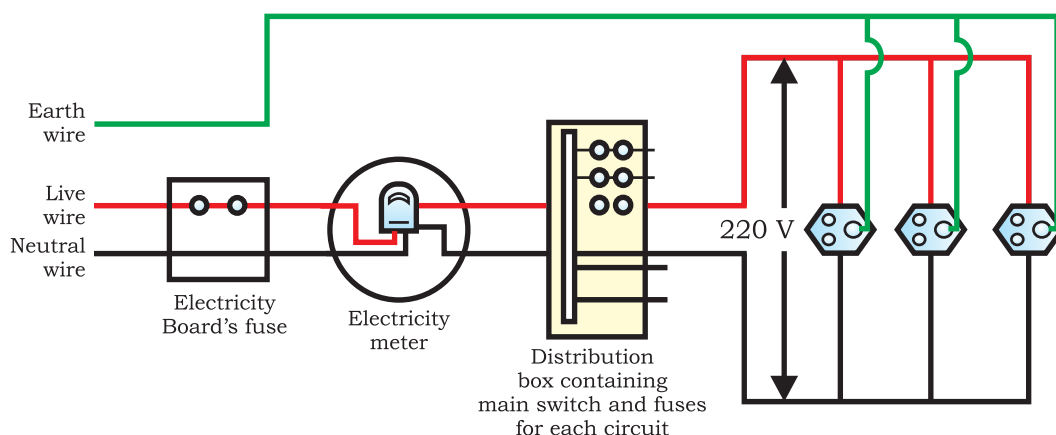 Earth
wire
Live
wire
Neutral
wire
Electricity
Board’s fuse
Electricity
meter
Distribution
box containing
main switch and fuses
for each circuit
220 V